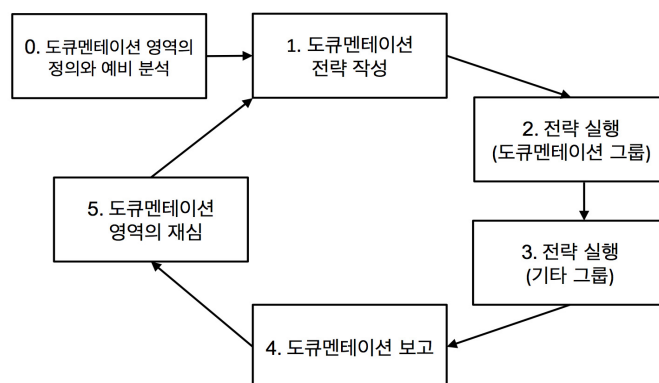 0. 도큐멘테이션 영역의
정의와 예비 분석
1. 도큐멘테이션
전략 작성
2. 전략 실행
(도큐멘테이션 그룹)
3. 전략 실행
(기타 그룹)
4. 도큐멘테이션 보고
5. 도큐멘테이션
영역의 재심